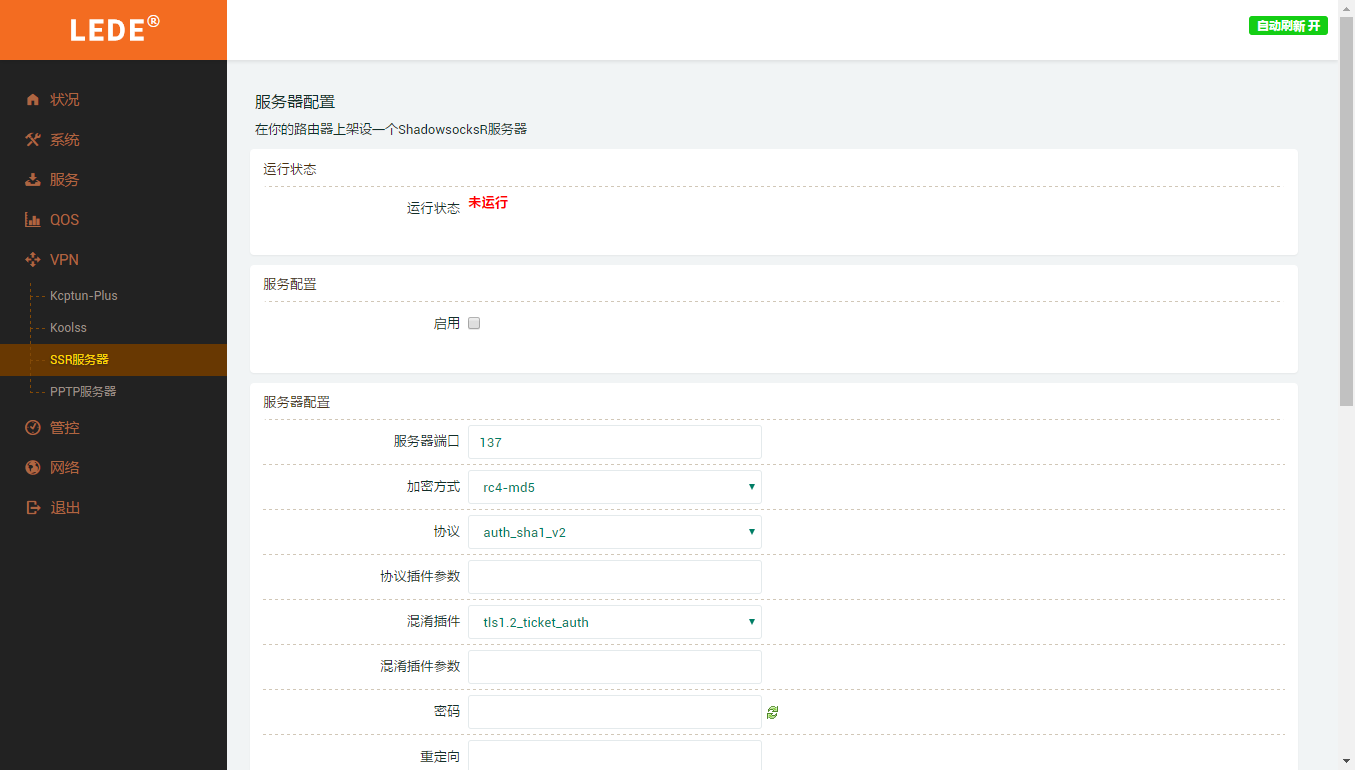 LEDE®
自动刷新 开
状况
系统
服务
QOS
VPN
Kcptun-Plus
Koolss
SSR服务器
PPTP服务器
管控
网络
退出
服务器配置
在你的路由器上架设一个ShadowsocksR服务器
运行状态
运行状态 未运行
服务配置
启用
服务器配置
服务器端口 137
加密方式 rc4-md5
协议 auth_sha1_v2
协议插件参数
混淆插件 tls1.2_ticket_auth
混淆插件参数
密码
重定向